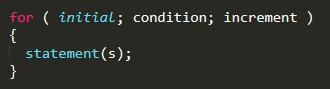 for ( initial; condition; increment )
{
statement(s);
}